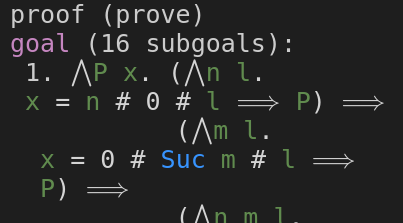 proof (prove)
goal (16 subgoals):
1. ⋀P x. (⋀n l.
x = n # 0 # l ⟹ P) ⟹
(⋀m l.
x = 0 # Suc m # l ⟹
P) ⟹
(⋀n m l.